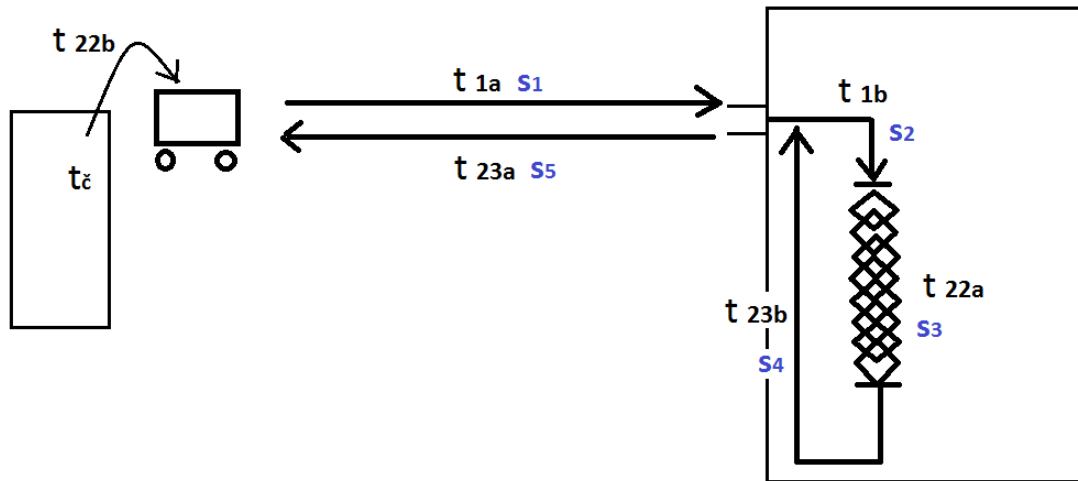 t 22b
t 1a s1
t 1b
s2
t 23a s5
tč
t 22a
s3
t 23b
s4